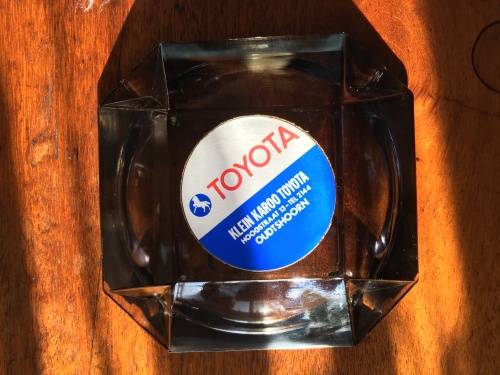 TOYOTA
KLEIN KAROO TOYOTA
HOOGSTRAAT 12 - TEL 2144
OUDTSHOORN